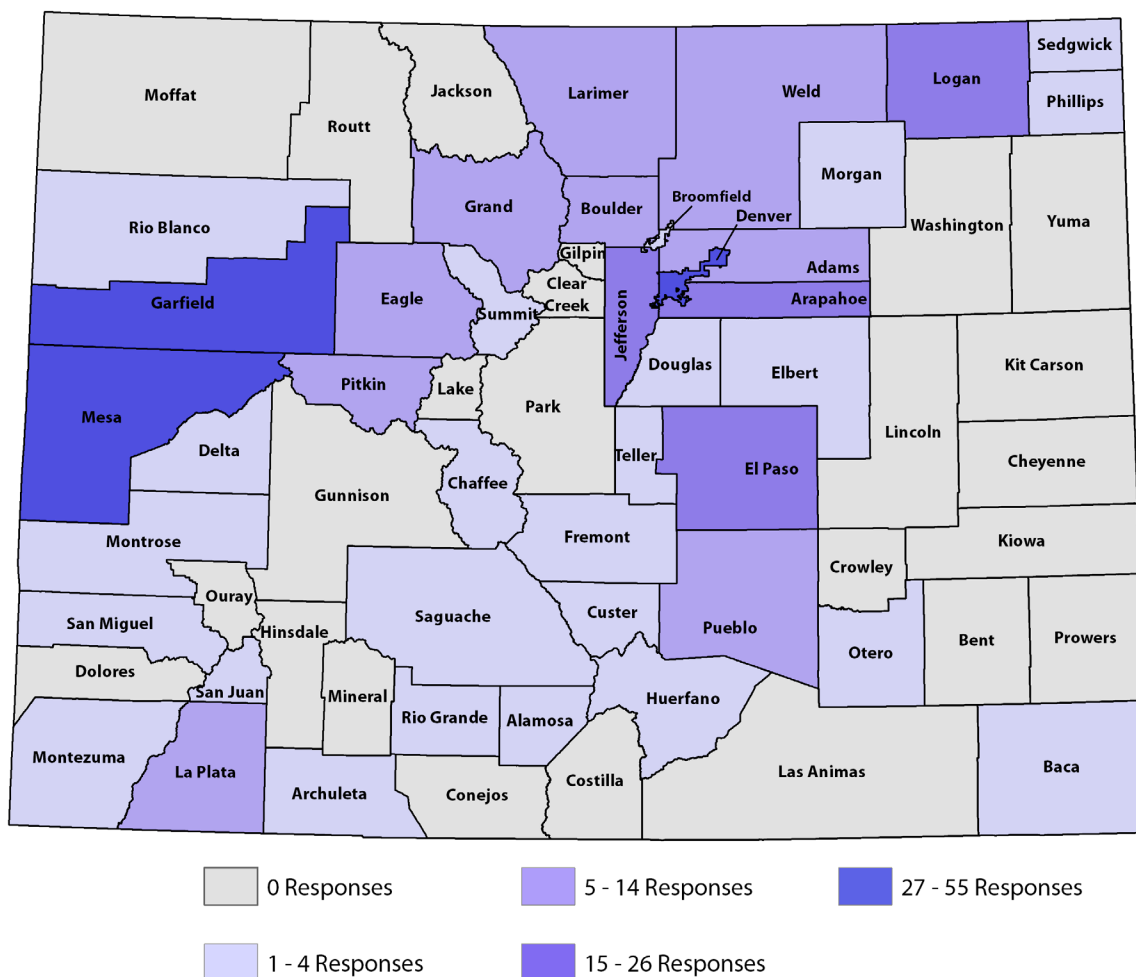 Sedgwick
Logan
Moffat
Jackson
Larimer
Weld
Phillips
Routt
Morgan
Broomfield
Grand
Boulder
Denver
Rio Blanco
Washington
Yuma
Gilpin
Adams
Clear
Creek
Eagle
Arapahoe
Garfield
Summit
Jefferson
Douglas
Elbert
Kit Carson
Pitkin
Lake
Park
Mesa
Lincoln
Delta
Teller
El Paso
Cheyenne
Chaffee
Gunnison
Montrose
Fremont
Kiowa
Crowley
Ouray
Saguache
Custer
San Miguel
Hinsdale
Pueblo
Bent
Prowers
Otero
Dolores
San Juan
Mineral
Huerfano
Rio Grande
Alamosa
Montezuma
La Plata
Las Animas
Baca
Costilla
Archuleta
Conejos
0 Responses
5 - 14 Responses
27 - 55 Responses
1 - 4 Responses
15 - 26 Responses